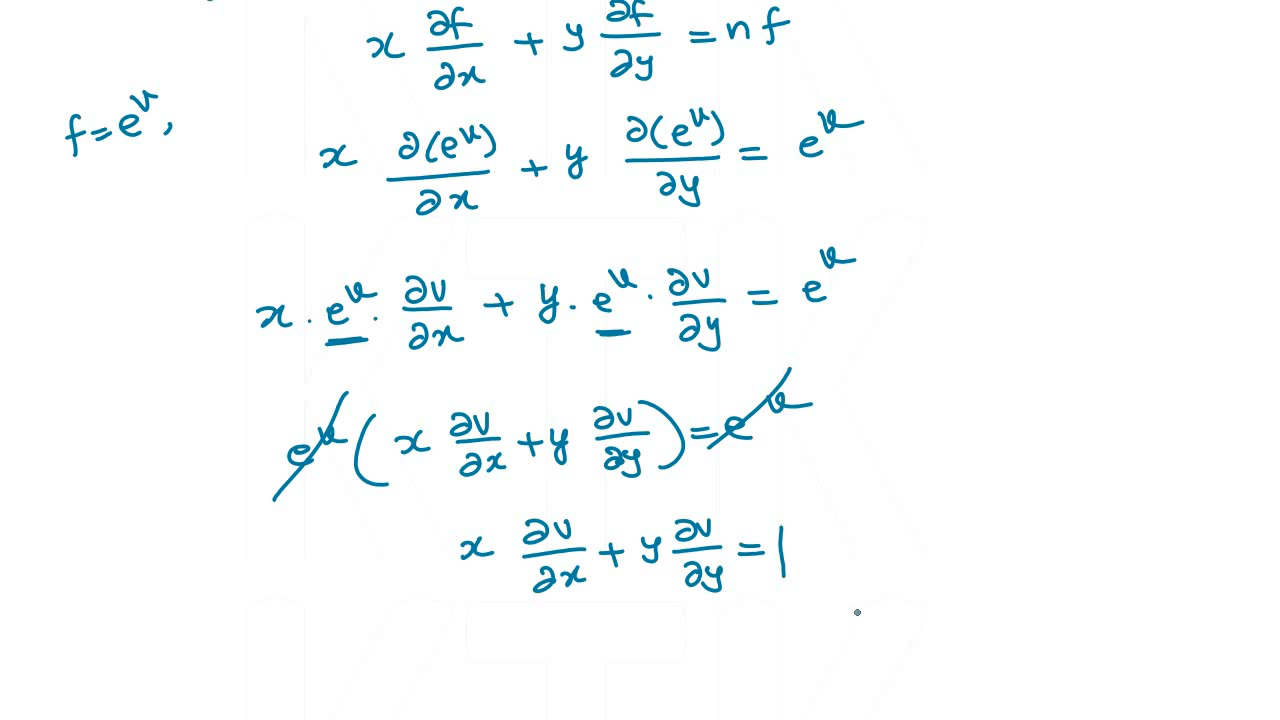 x ∂f/∂x + y ∂f/∂y = n f
f = e^v,
x ∂(e^v)/∂x + y ∂(e^v)/∂y = e^v
x · e^v · ∂v/∂x + y · e^v · ∂v/∂y = e^v
e^v ( x ∂v/∂x + y ∂v/∂y ) = e^v
x ∂v/∂x + y ∂v/∂y = 1